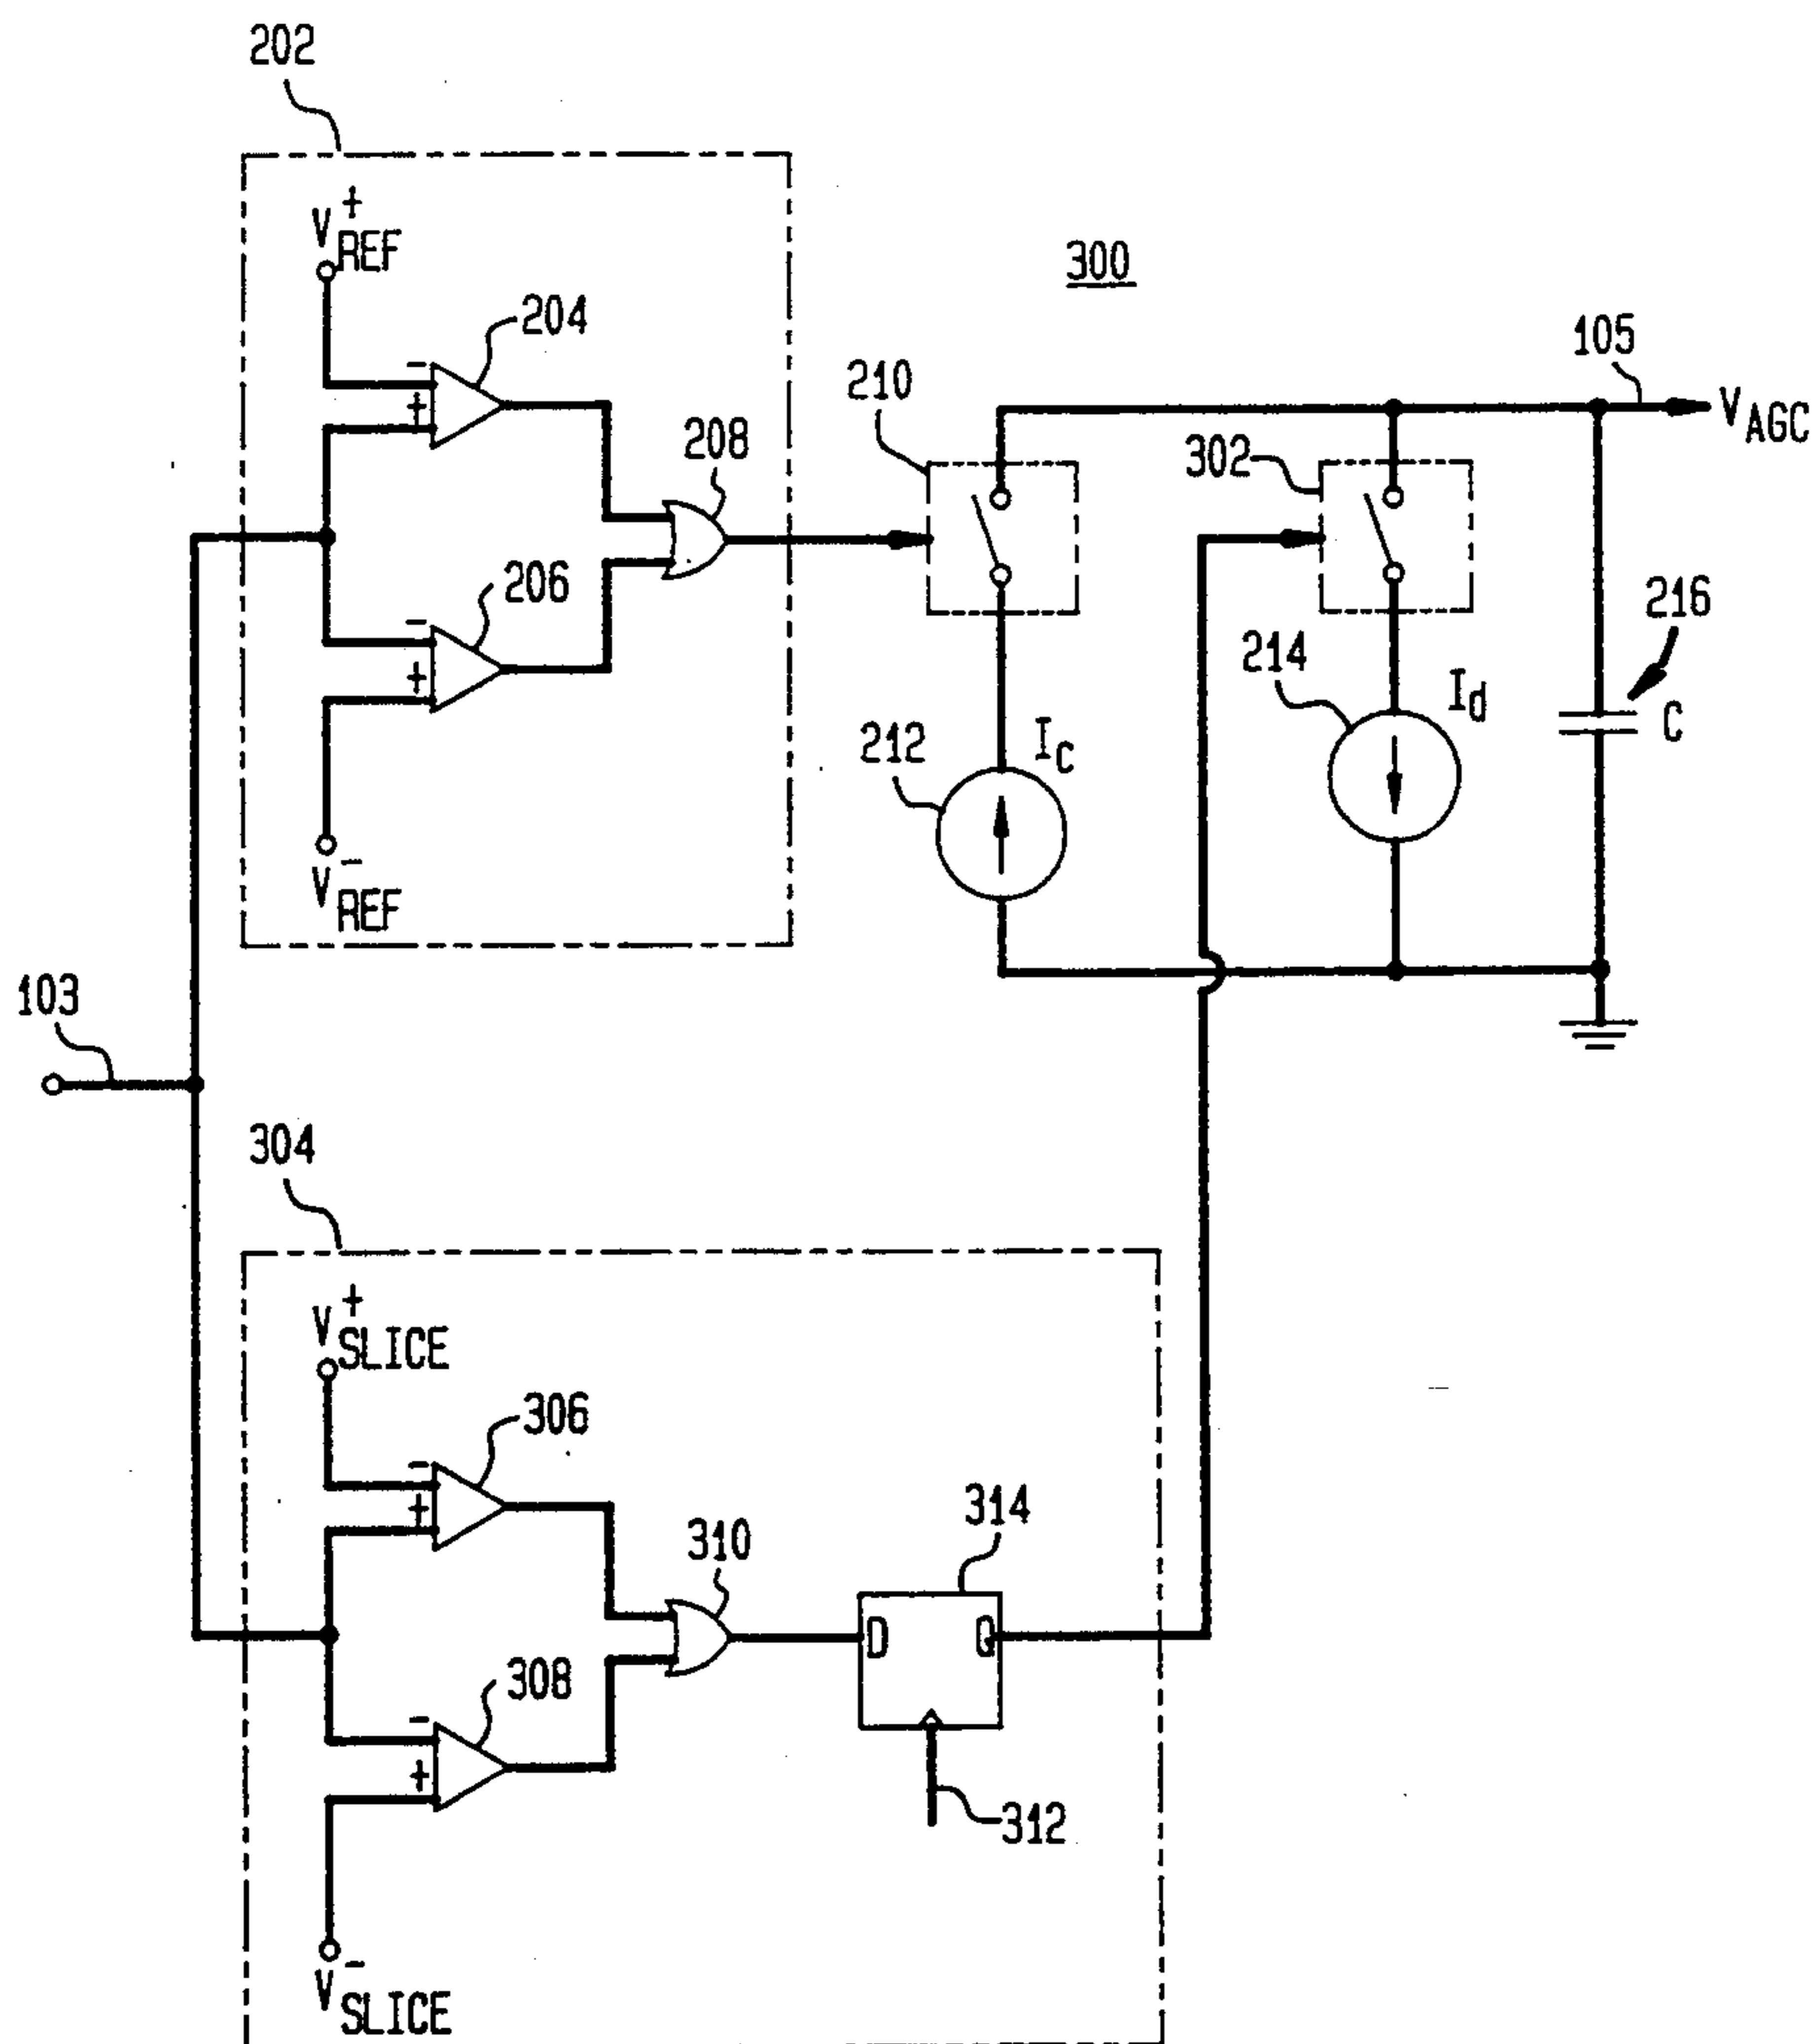 202
V+REF
204
300
105
210
VAGC
208
302
206
216
214
Id
C
212
IC
V-REF
103
304
V+SLICE
306
314
310
D
Q
308
312
V-SLICE
-
+
-
+
-
+
-
+